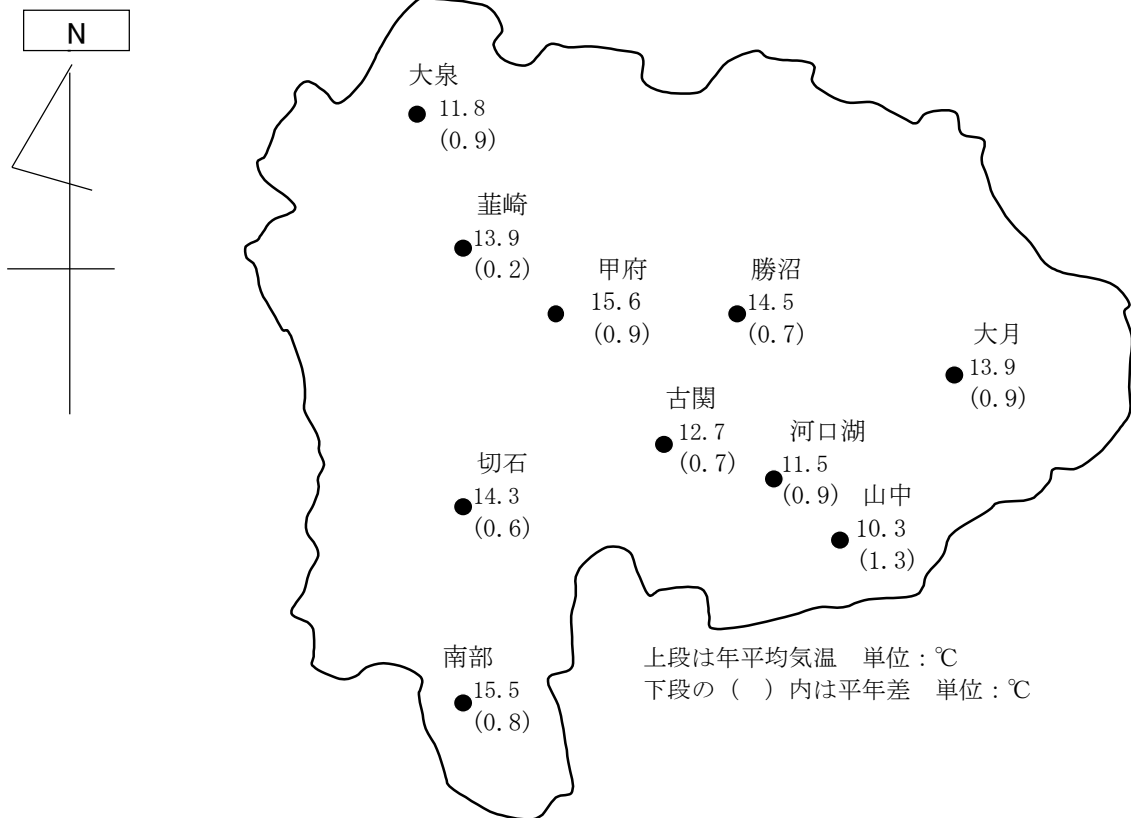 N
大泉
11.8
(0.9)
韮崎
13.9
(0.2)
甲府
15.6
(0.9)
勝沼
14.5
(0.7)
大月
13.9
(0.9)
古関
12.7
(0.7)
河口湖
11.5
(0.9)
山中
10.3
(1.3)
切石
14.3
(0.6)
南部
15.5
(0.8)
上段は年平均気温　単位：℃
下段の（　）内は平年差　単位：℃